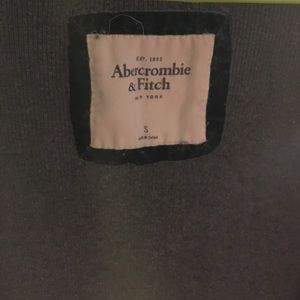 EST. 1892
Abercrombie
& Fitch
NEW YORK
S